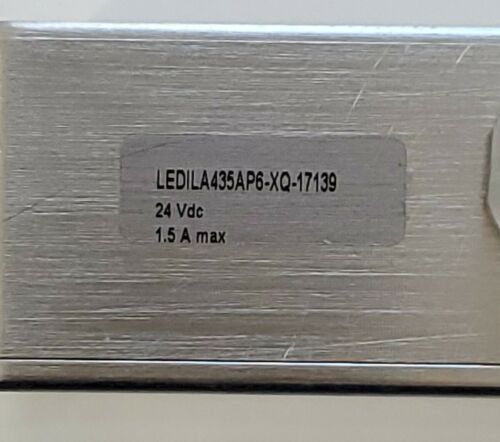 LEDILA435AP6-XQ-17139
24 Vdc
1.5 A max